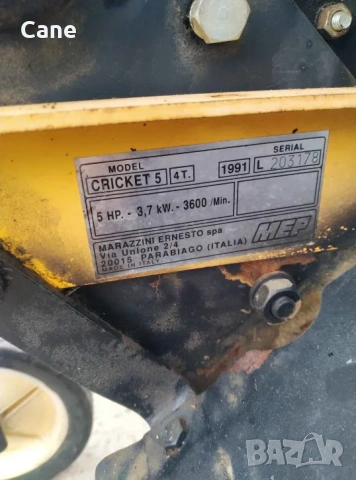 Cane
MODEL
CRICKET 5 4T. 1991 SERIAL L 203178
5 HP. - 3,7 kW. - 3600 /Min.
MARAZZINI ERNESTO spa
Via Unione 2/4
20015 PARABIAGO (ITALIA)
MADE IN ITALY
MEP
BAZAR